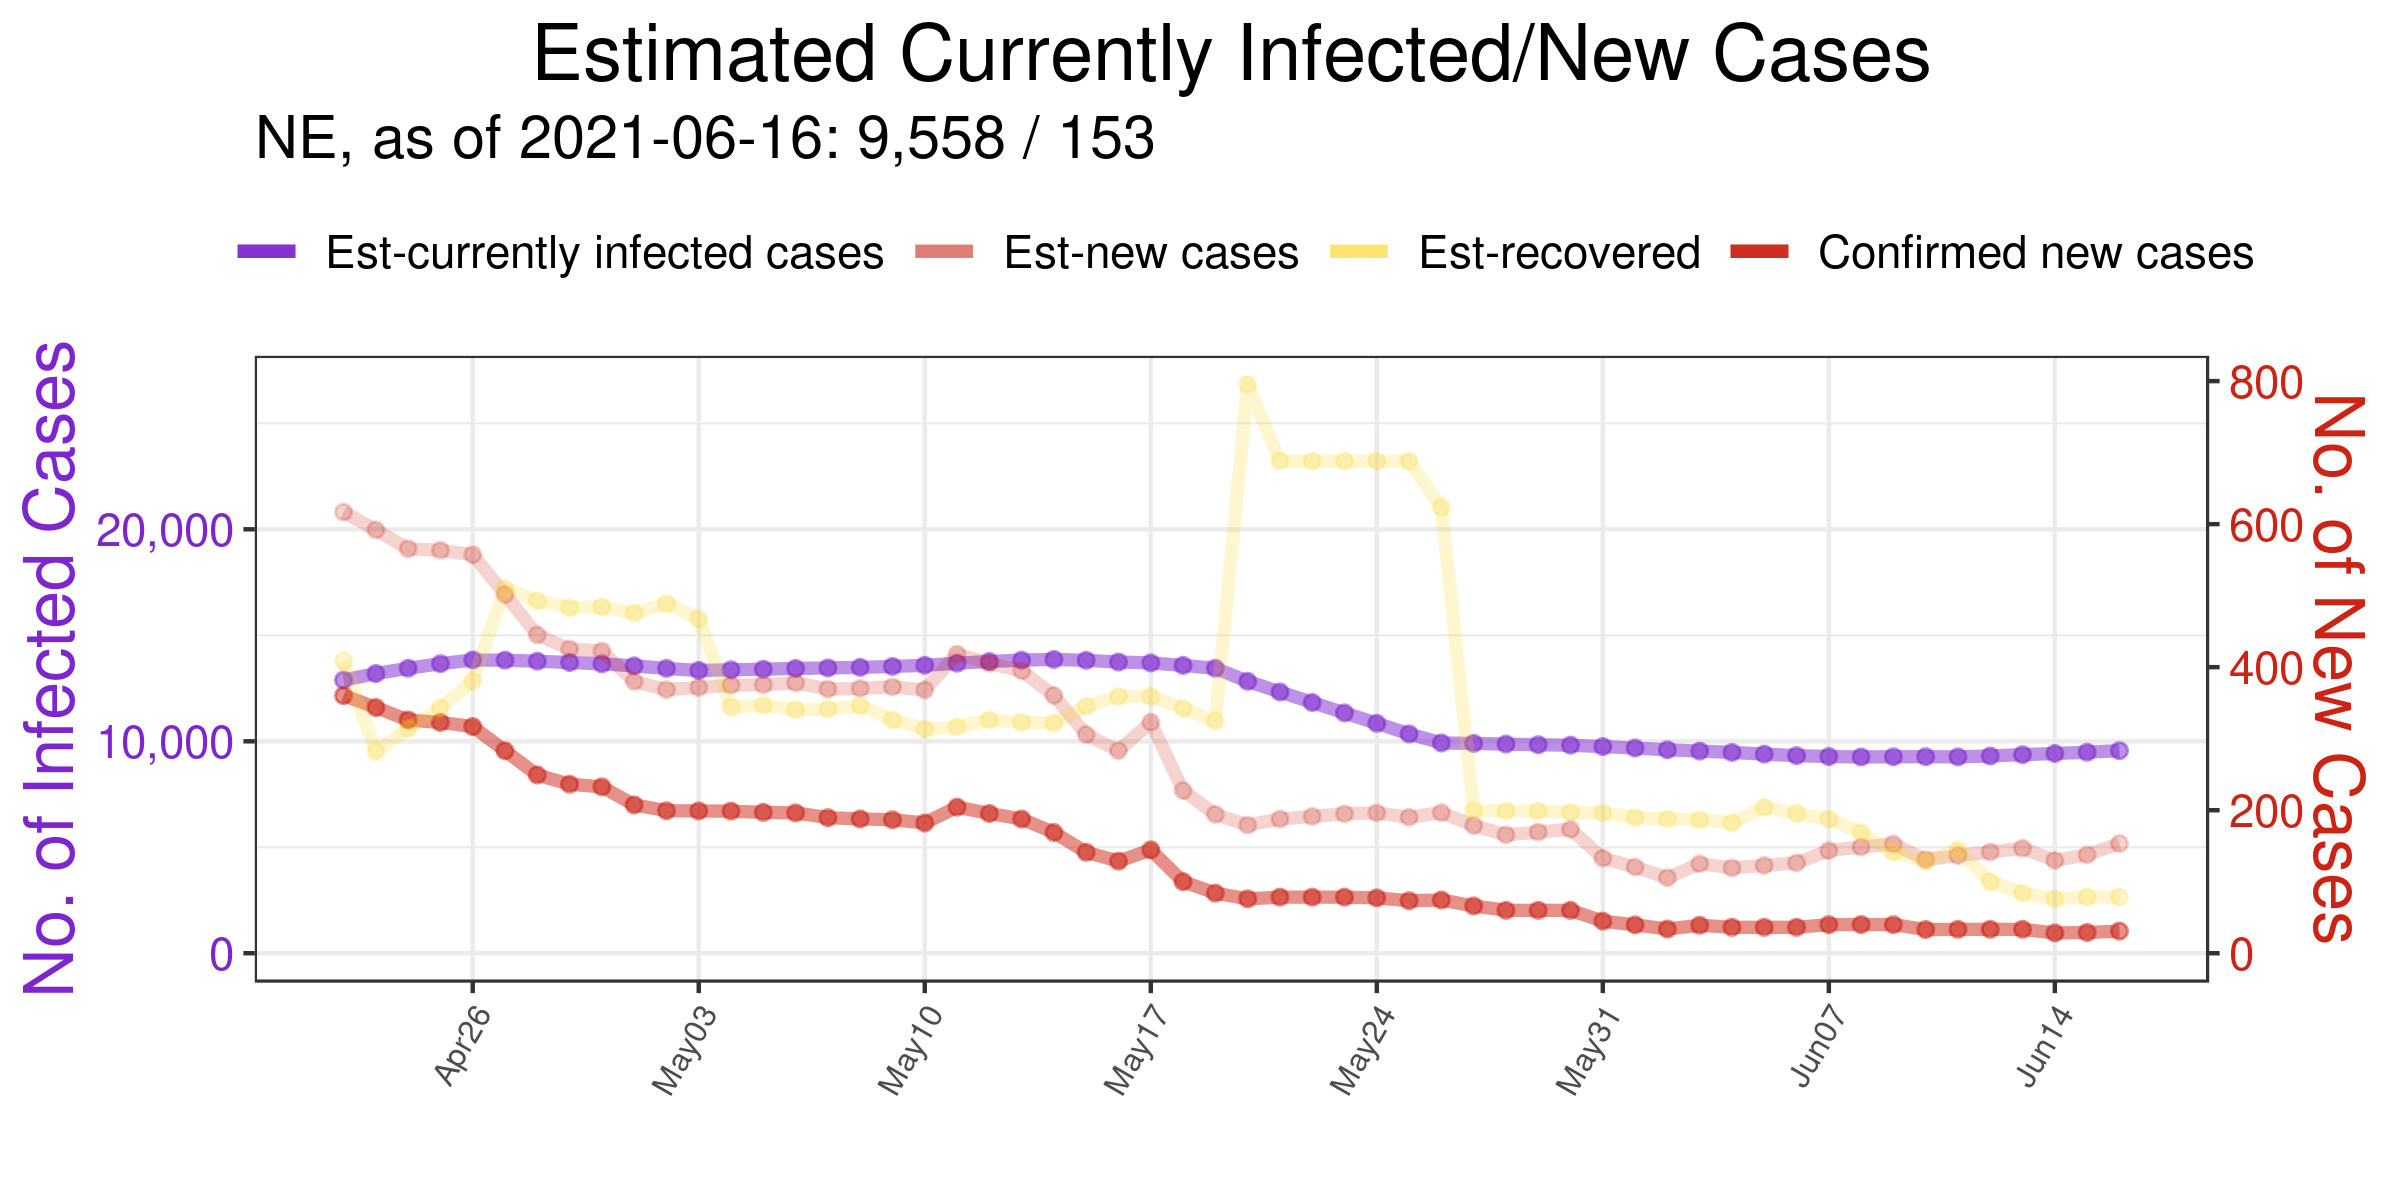 Estimated Currently Infected/New Cases
NE, as of 2021-06-16: 9,558 / 153
Est-currently infected cases Est-new cases Est-recovered Confirmed new cases
No. of Infected Cases
20,000
10,000
0
800
600
400
200
0
No. of New Cases
Apr26 May03 May10 May17 May24 May31 Jun07 Jun14